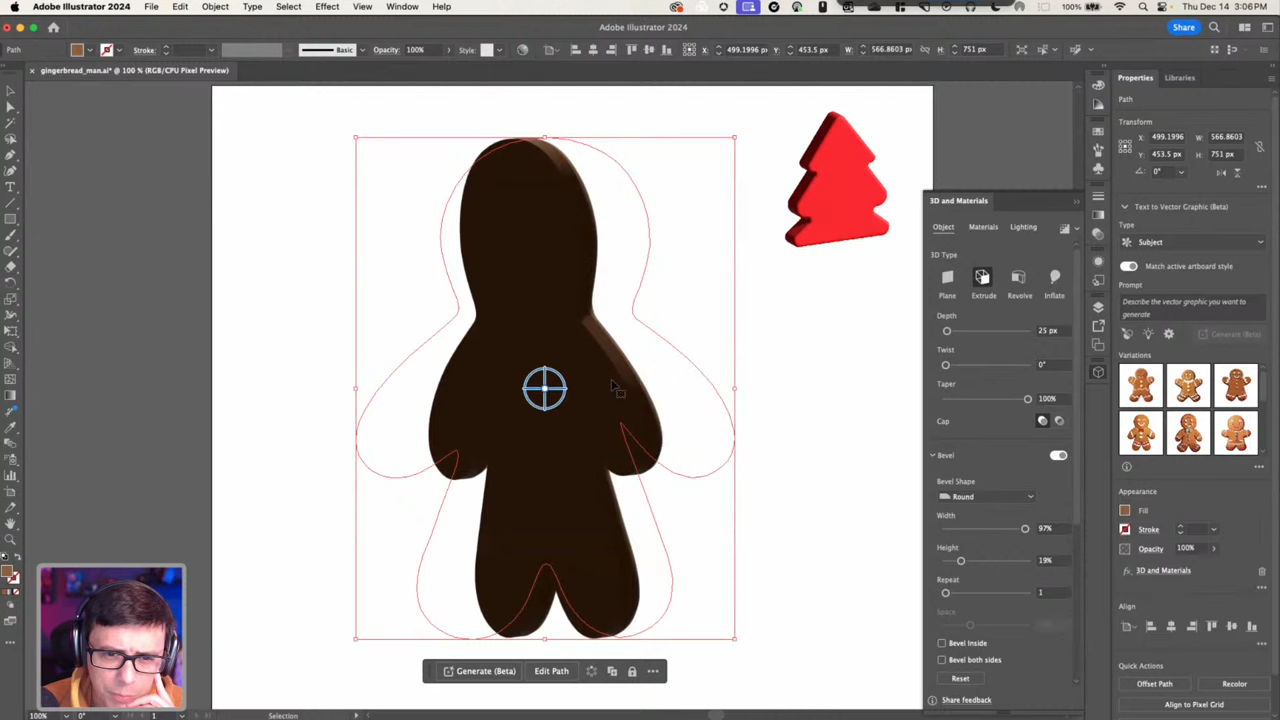 Adobe Illustrator 2024 File Edit Object Type Select Effect View Window Help 100% Thu Dec 14 3:06 PM
Adobe Illustrator 2024 Share
Path Stroke: Basic Opacity: 100% Style: X: 499.1996 px Y: 453.5 px W: 566.8603 px H: 751 px
gingerbread_man.ai* @ 100 % (RGB/CPU Pixel Preview)
Properties Libraries
Path
Transform
X: 499.1996 W: 566.8603
Y: 453.5 px H: 751 px
0°
Text to Vector Graphic (Beta)
Type
Subject
Match active artboard style
Prompt
Describe the vector graphic you want to
generate
Generate (Beta)
Variations
Appearance
Fill
Stroke
Opacity 100%
fx 3D and Materials
Align
Quick Actions
Offset Path Recolor
Align to Pixel Grid
3D and Materials
Object Materials Lighting
3D Type
Plane Extrude Revolve Inflate
Depth
25 px
Twist
0°
Taper
100%
Cap
Bevel
Bevel Shape
Round
Width
97%
Height
19%
Repeat
1
Space
Bevel Inside
Bevel both sides
Reset
Share feedback
Generate (Beta) Edit Path
100% 0° 1 Selection